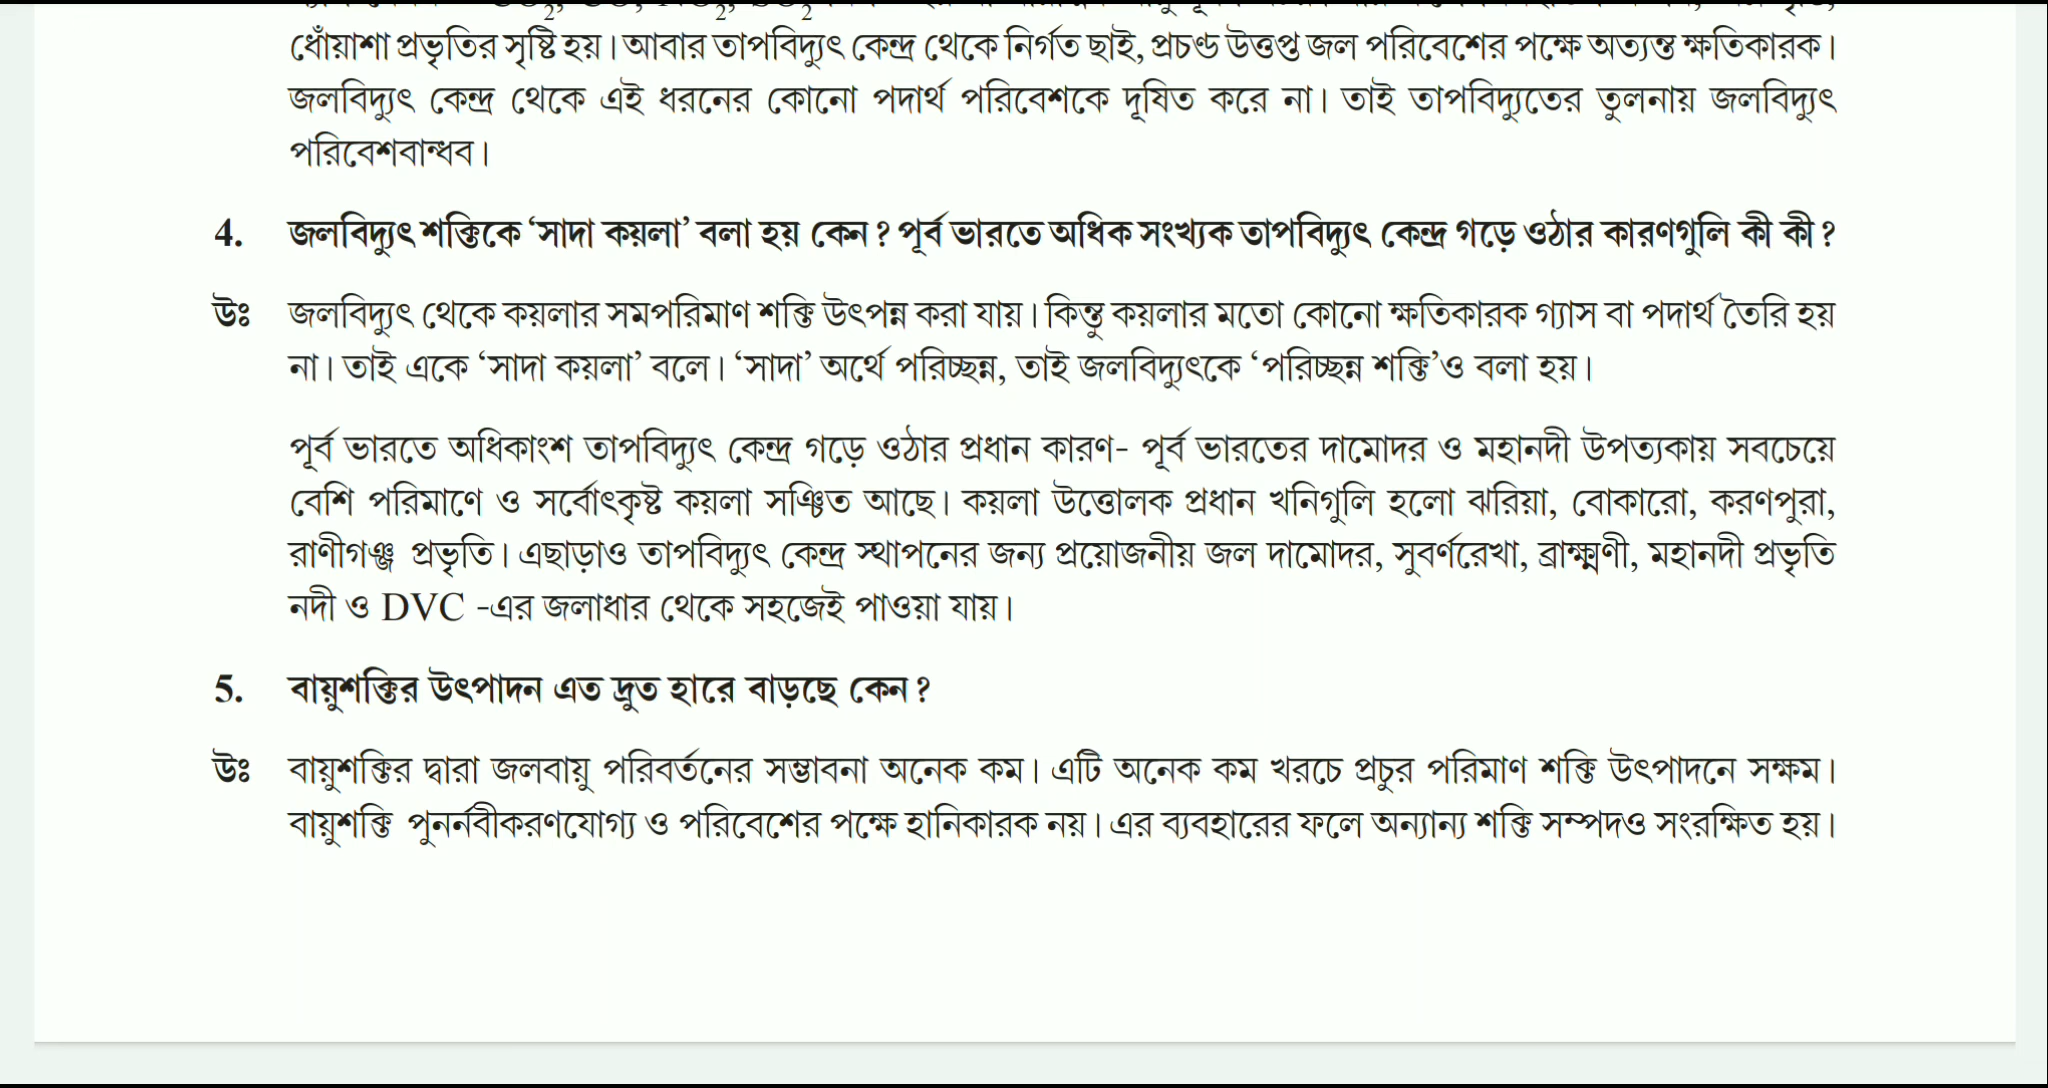 ধোঁয়াশা প্রভৃতির সৃষ্টি হয়। আবার তাপবিদ্যুৎ কেন্দ্র থেকে নির্গত ছাই, প্রচণ্ড উত্তপ্ত জল পরিবেশের পক্ষে অত্যন্ত ক্ষতিকারক।
জলবিদ্যুৎ কেন্দ্র থেকে এই ধরনের কোনো পদার্থ পরিবেশকে দূষিত করে না। তাই তাপবিদ্যুতের তুলনায় জলবিদ্যুৎ
পরিবেশবান্ধব।
4. জলবিদ্যুৎ শক্তিকে ‘সাদা কয়লা’ বলা হয় কেন? পূর্ব ভারতে অধিক সংখ্যক তাপবিদ্যুৎ কেন্দ্র গড়ে ওঠার কারণগুলি কী কী?
উঃ জলবিদ্যুৎ থেকে কয়লার সমপরিমাণ শক্তি উৎপন্ন করা যায়। কিন্তু কয়লার মতো কোনো ক্ষতিকারক গ্যাস বা পদার্থ তৈরি হয়
না। তাই একে ‘সাদা কয়লা’ বলে। ‘সাদা’ অর্থে পরিচ্ছন্ন, তাই জলবিদ্যুৎকে ‘পরিচ্ছন্ন শক্তি’ও বলা হয়।
পূর্ব ভারতে অধিকাংশ তাপবিদ্যুৎ কেন্দ্র গড়ে ওঠার প্রধান কারণ- পূর্ব ভারতের দামোদর ও মহানদী উপত্যকায় সবচেয়ে
বেশি পরিমাণে ও সর্বোৎকৃষ্ট কয়লা সঞ্চিত আছে। কয়লা উত্তোলক প্রধান খনিগুলি হলো ঝরিয়া, বোকারো, করণপুরা,
রাণীগঞ্জ প্রভৃতি। এছাড়াও তাপবিদ্যুৎ কেন্দ্র স্থাপনের জন্য প্রয়োজনীয় জল দামোদর, সুবর্ণরেখা, ব্রাহ্মণী, মহানদী প্রভৃতি
নদী ও DVC -এর জলাধার থেকে সহজেই পাওয়া যায়।
5. বায়ুশক্তির উৎপাদন এত দ্রুত হারে বাড়ছে কেন?
উঃ বায়ুশক্তির দ্বারা জলবায়ু পরিবর্তনের সম্ভাবনা অনেক কম। এটি অনেক কম খরচে প্রচুর পরিমাণ শক্তি উৎপাদনে সক্ষম।
বায়ুশক্তি পুনর্নবীকরণযোগ্য ও পরিবেশের পক্ষে হানিকারক নয়। এর ব্যবহারের ফলে অন্যান্য শক্তি সম্পদও সংরক্ষিত হয়।